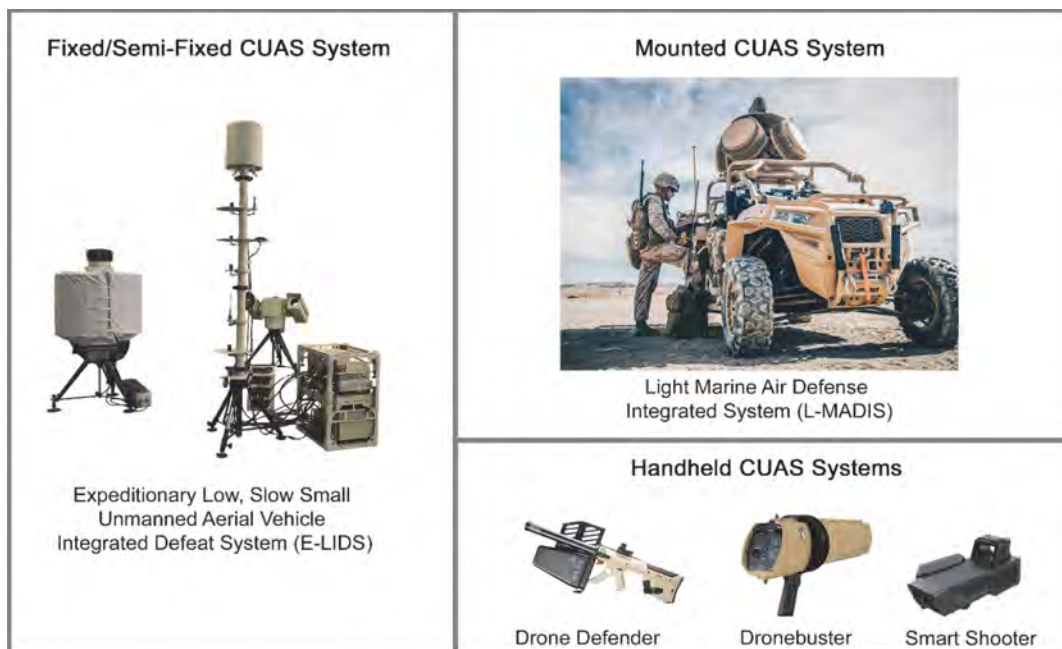 Fixed/Semi-Fixed CUAS System
Expeditionary Low, Slow Small
Unmanned Aerial Vehicle
Integrated Defeat System (E-LIDS)
Mounted CUAS System
Light Marine Air Defense
Integrated System (L-MADIS)
Handheld CUAS Systems
Drone Defender
Dronebuster
Smart Shooter